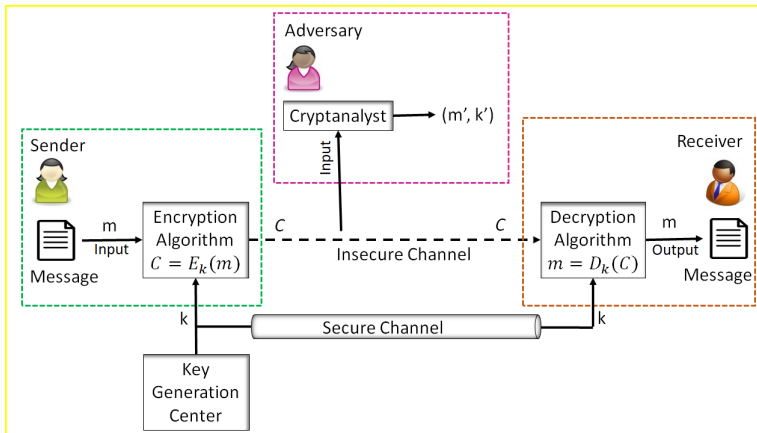 Adversary
Cryptanalyst
(m', k')
Input
Sender
Receiver
m
Input
Message
Encryption
Algorithm
C = E_k(m)
C
C
Insecure Channel
Decryption
Algorithm
m = D_k(C)
m
Output
Message
k
Secure Channel
k
Key
Generation
Center